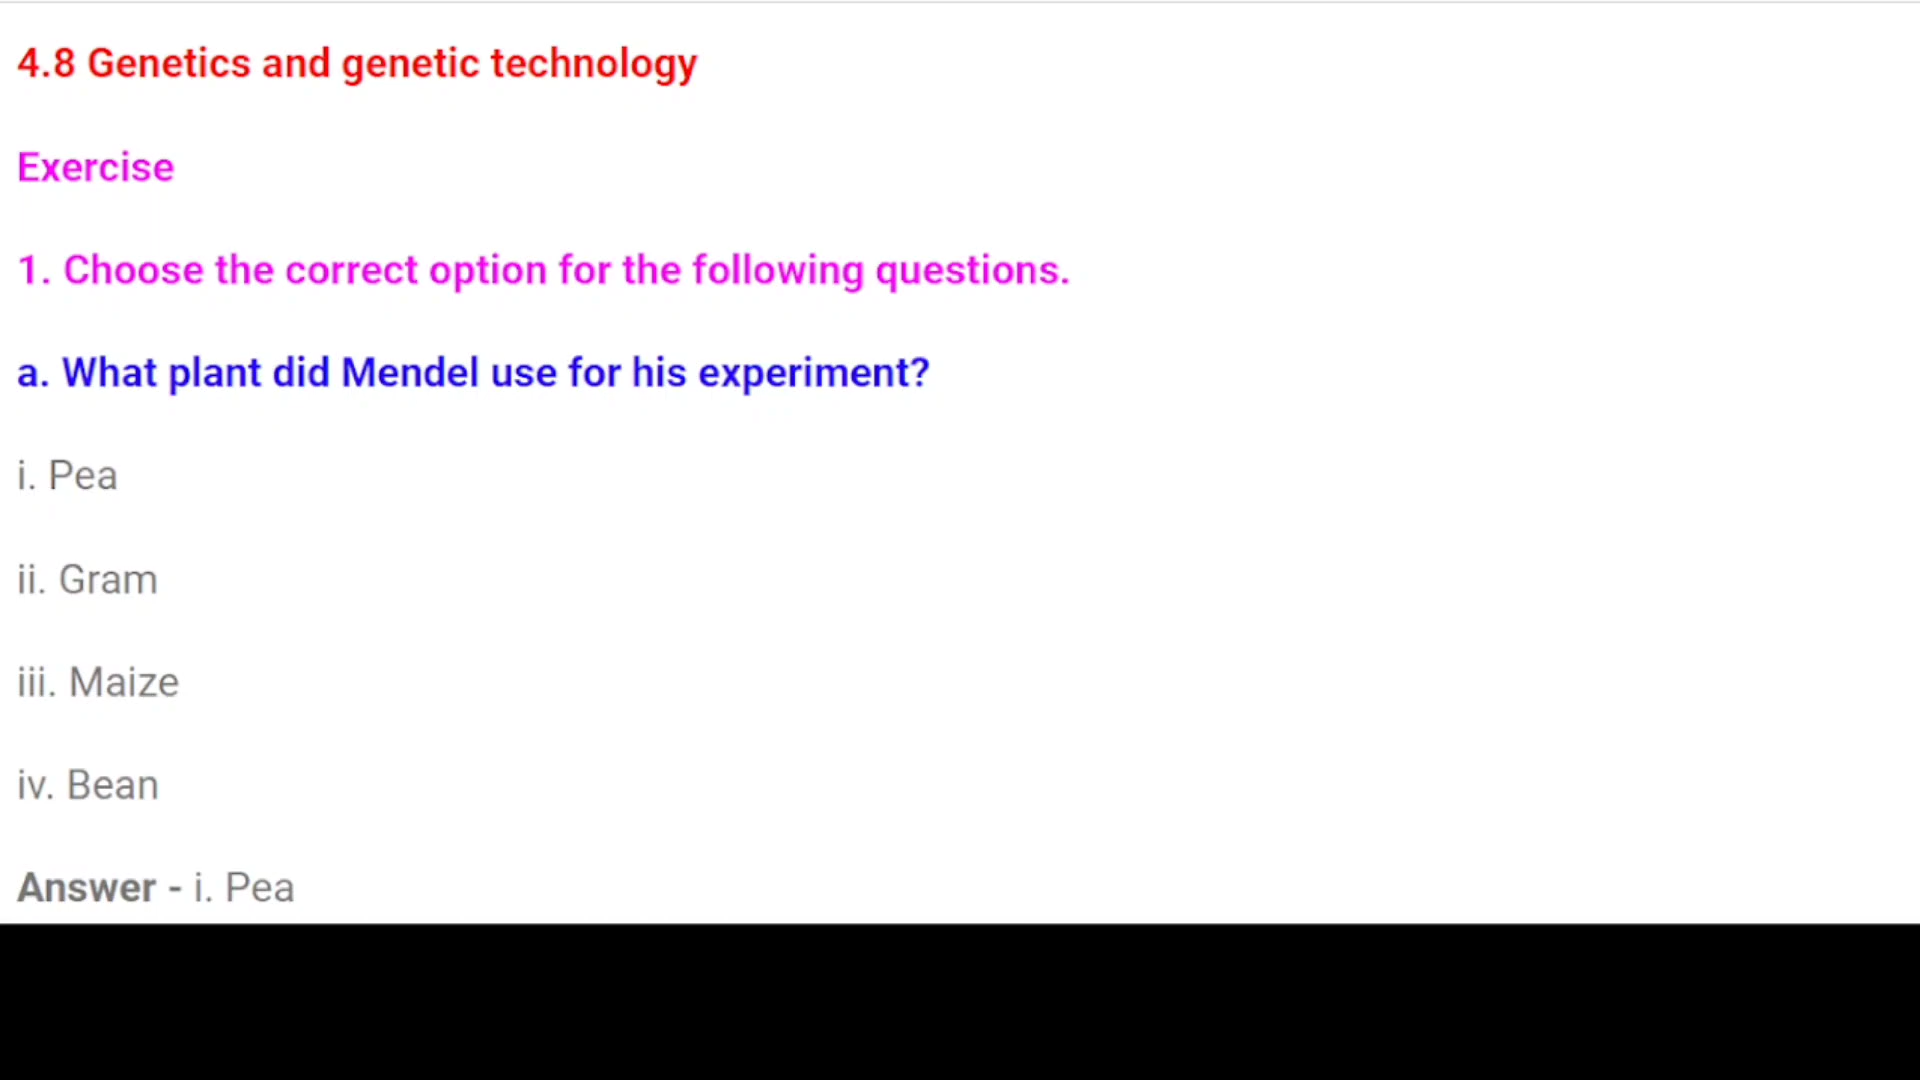 4.8 Genetics and genetic technology
Exercise
1. Choose the correct option for the following questions.
a. What plant did Mendel use for his experiment?
i. Pea
ii. Gram
iii. Maize
iv. Bean
Answer - i. Pea